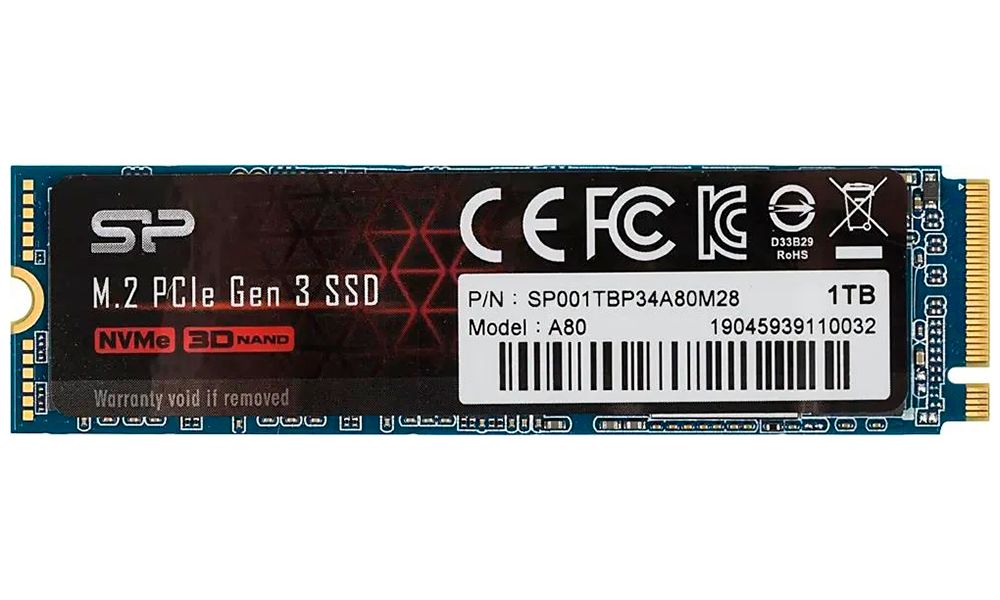 SP
M.2 PCIe Gen 3 SSD
NVMe 3D NAND
Warranty void if removed
CE FC KC
D33B29
RoHS
P/N : SP001TBP34A80M28 1TB
Model : A80 19045939110032